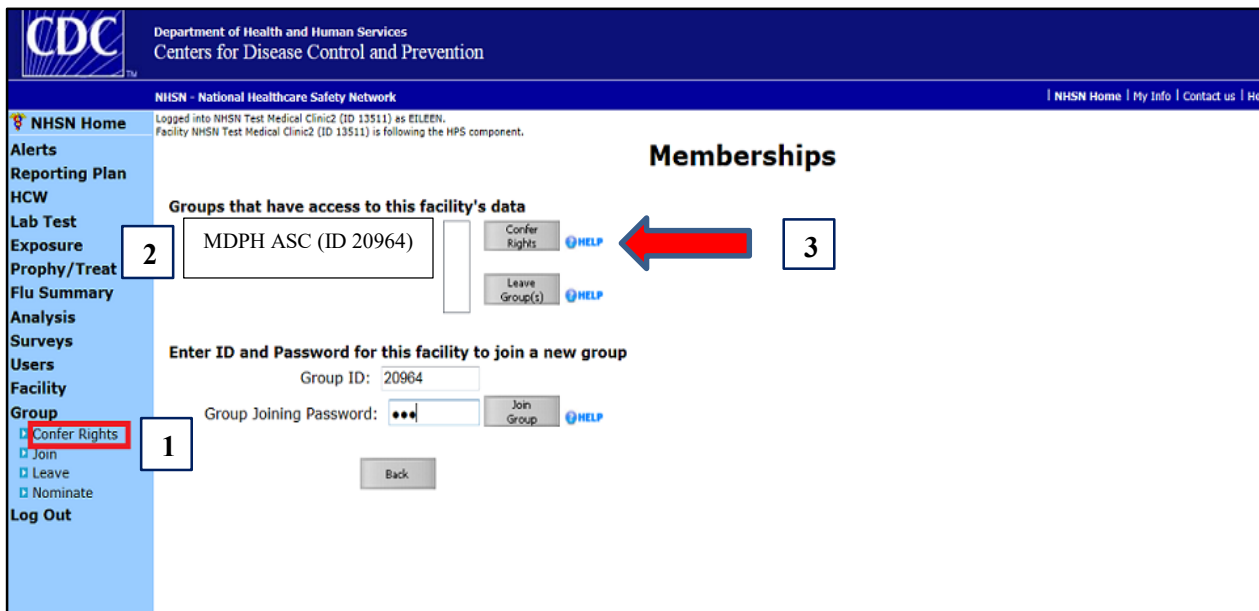 CDC
TM
Department of Health and Human Services
Centers for Disease Control and Prevention
NHSN - National Healthcare Safety Network
| NHSN Home | My Info | Contact us |
NHSN Home
Logged into NHSN Test Medical Clinic2 (ID 13511) as EILEEN.
Facility NHSN Test Medical Clinic2 (ID 13511) is following the HPS component.
Alerts
Reporting Plan
HCW
Lab Test
Exposure
Prophy/Treat
Flu Summary
Analysis
Surveys
Users
Facility
Group
Confer Rights
Join
Leave
Nominate
Log Out
1
Memberships
Groups that have access to this facility's data
2
MDPH ASC (ID 20964)
Confer
Rights
HELP
3
Leave
Group(s)
HELP
Enter ID and Password for this facility to join a new group
Group ID: 20964
Group Joining Password: •••
Join
Group
HELP
Back